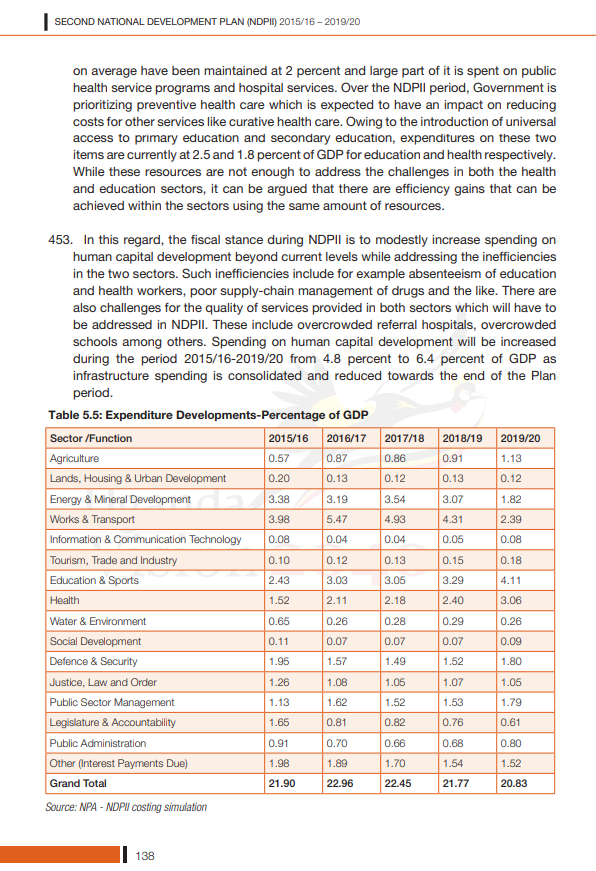 SECOND NATIONAL DEVELOPMENT PLAN (NDPII) 2015/16 – 2019/20
on average have been maintained at 2 percent and large part of it is spent on public
health service programs and hospital services. Over the NDPII period, Government is
prioritizing preventive health care which is expected to have an impact on reducing
costs for other services like curative health care. Owing to the introduction of universal
access to primary education and secondary education, expenditures on these two
items are currently at 2.5 and 1.8 percent of GDP for education and health respectively.
While these resources are not enough to address the challenges in both the health
and education sectors, it can be argued that there are efficiency gains that can be
achieved within the sectors using the same amount of resources.
453. In this regard, the fiscal stance during NDPII is to modestly increase spending on
human capital development beyond current levels while addressing the inefficiencies
in the two sectors. Such inefficiencies include for example absenteeism of education
and health workers, poor supply-chain management of drugs and the like. There are
also challenges for the quality of services provided in both sectors which will have to
be addressed in NDPII. These include overcrowded referral hospitals, overcrowded
schools among others. Spending on human capital development will be increased
during the period 2015/16-2019/20 from 4.8 percent to 6.4 percent of GDP as
infrastructure spending is consolidated and reduced towards the end of the Plan
period.
Table 5.5: Expenditure Developments-Percentage of GDP
Sector /Function 2015/16 2016/17 2017/18 2018/19 2019/20
Agriculture 0.57 0.87 0.86 0.91 1.13
Lands, Housing & Urban Development 0.20 0.13 0.12 0.13 0.12
Energy & Mineral Development 3.38 3.19 3.54 3.07 1.82
Works & Transport 3.98 5.47 4.93 4.31 2.39
Information & Communication Technology 0.08 0.04 0.04 0.05 0.08
Tourism, Trade and Industry 0.10 0.12 0.13 0.15 0.18
Education & Sports 2.43 3.03 3.05 3.29 4.11
Health 1.52 2.11 2.18 2.40 3.06
Water & Environment 0.65 0.26 0.28 0.29 0.26
Social Development 0.11 0.07 0.07 0.07 0.09
Defence & Security 1.95 1.57 1.49 1.52 1.80
Justice, Law and Order 1.26 1.08 1.05 1.07 1.05
Public Sector Management 1.13 1.62 1.52 1.53 1.79
Legislature & Accountability 1.65 0.81 0.82 0.76 0.61
Public Administration 0.91 0.70 0.66 0.68 0.80
Other (Interest Payments Due) 1.98 1.89 1.70 1.54 1.52
Grand Total 21.90 22.96 22.45 21.77 20.83
Source: NPA - NDPII costing simulation
138